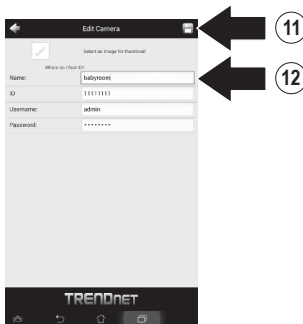 Edit Camera
11
Select an image for thumbnail
Where do I find ID?
Name: babyroom
12
ID 11111111
Username: admin
Password: ••••••••
TRENDNET